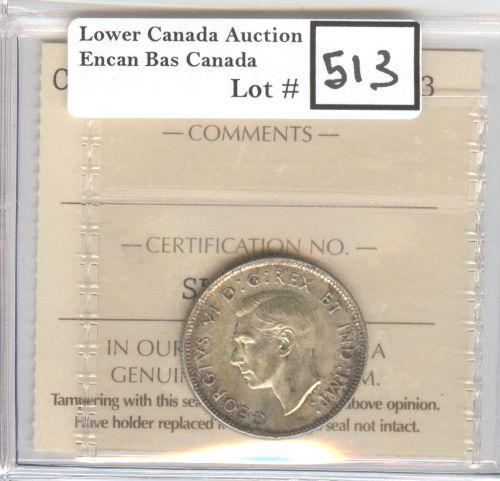 Lower Canada Auction
Encan Bas Canada
Lot # 513
C 3
— COMMENTS —
— CERTIFICATION NO. —
S
IN OUR A
GENUI M.
Tampering with this se above opinion.
Have holder replaced seal not intact.
GEORGIVS VI D:G:REX ET IND:IMP: